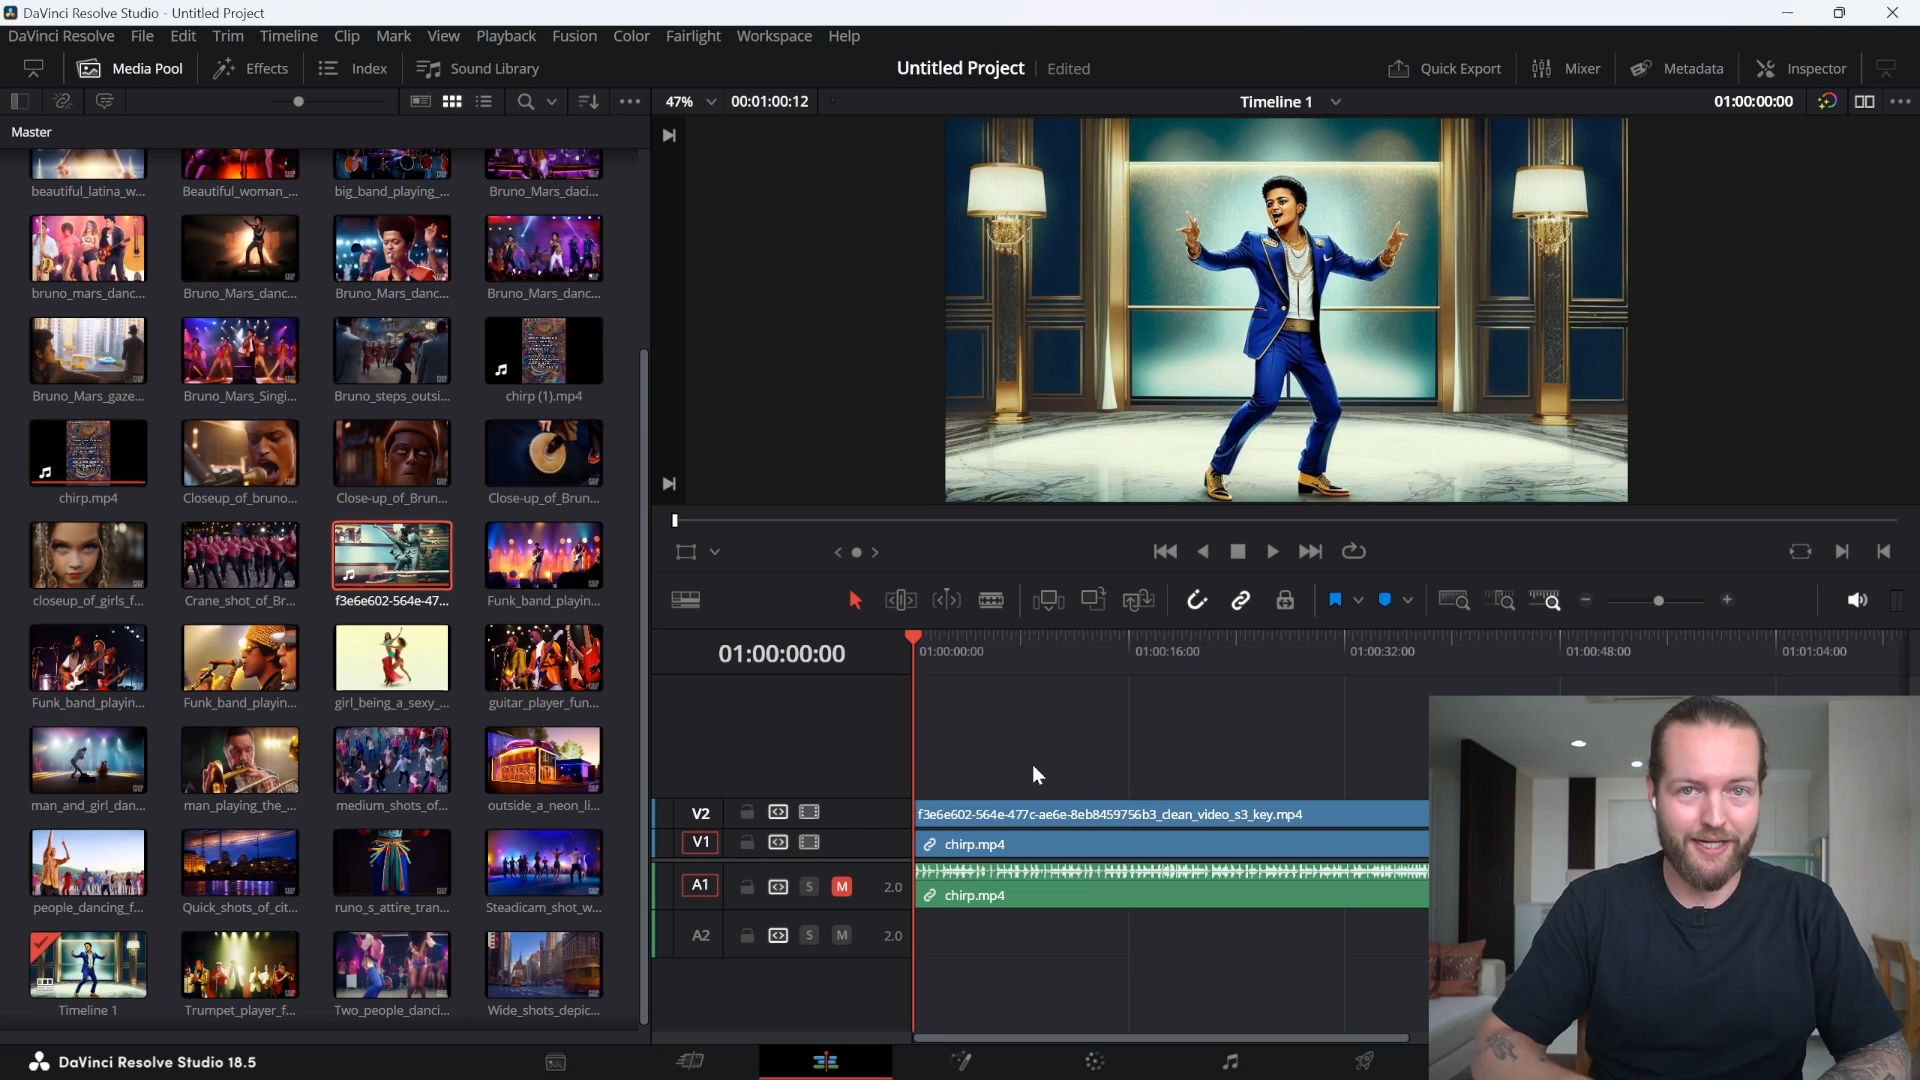 DaVinci Resolve Studio - Untitled Project
DaVinci Resolve File Edit Trim Timeline Clip Mark View Playback Fusion Color Fairlight Workspace Help
Media Pool Effects Index Sound Library Untitled Project Edited Quick Export Mixer Metadata Inspector
47% 00:01:00:12 Timeline 1 01:00:00:00
Master
beautiful_latina_w... Beautiful_woman_... big_band_playing_... Bruno_Mars_daci...
bruno_mars_danc... Bruno_Mars_danc... Bruno_Mars_danc... Bruno_Mars_danc...
Bruno_Mars_gaze... Bruno_Mars_Singi... Bruno_steps_outsi... chirp (1).mp4
chirp.mp4 Closeup_of_bruno... Close-up_of_Brun... Close-up_of_Brun...
closeup_of_girls_f... Crane_shot_of_Br... f3e6e602-564e-47... Funk_band_playin...
Funk_band_playin... Funk_band_playin... girl_being_a_sexy_... guitar_player_fun...
man_and_girl_dan... man_playing_the_... medium_shots_of... outside_a_neon_li...
people_dancing_f... Quick_shots_of_cit... runo_s_attire_tran... Steadicam_shot_w...
Timeline 1 Trumpet_player_f... Two_people_danci... Wide_shots_depic...
01:00:00:00 01:00:00:00 01:00:16:00 01:00:32:00 01:00:48:00 01:01:04:00
V2 f3e6e602-564e-477c-ae6e-8eb8459756b3_clean_video_s3_key.mp4
V1 chirp.mp4
A1 S M 2.0
chirp.mp4
A2 S M 2.0
DaVinci Resolve Studio 18.5